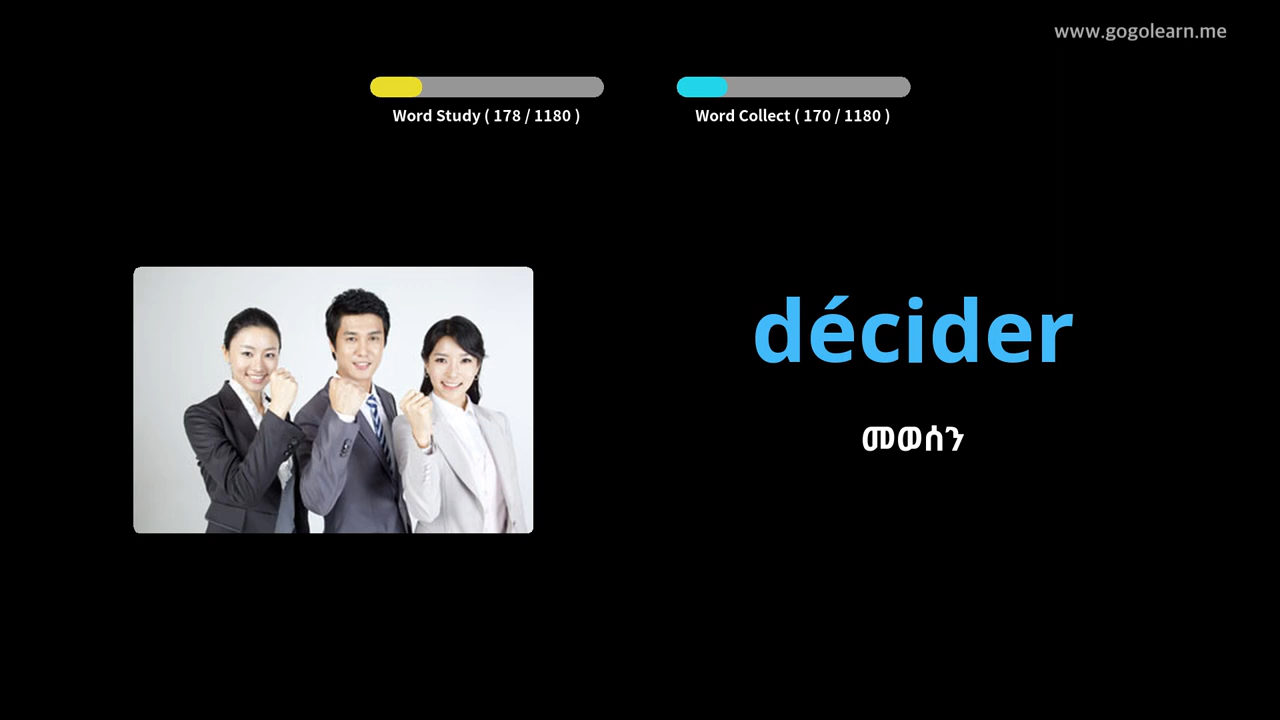 www.gogolearn.me
Word Study ( 178 / 1180 )
Word Collect ( 170 / 1180 )
décider
መወሰን